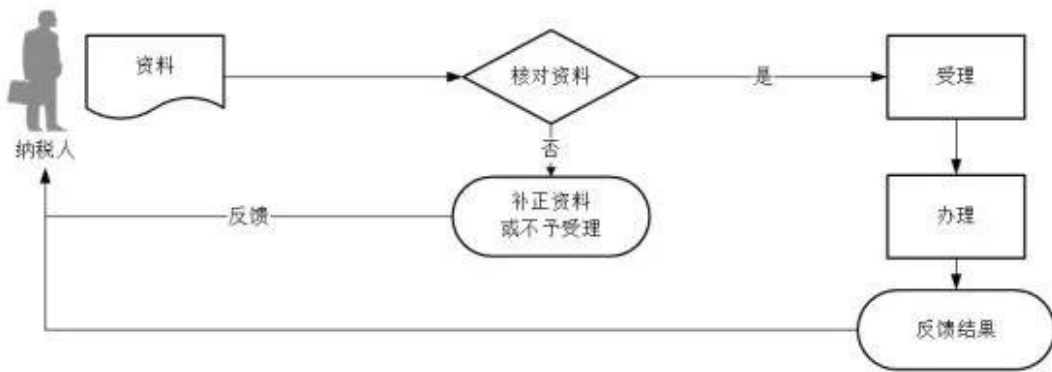 资料
核对资料
是
受理
纳税人
否
补正资料
或不予受理
反馈
办理
反馈结果